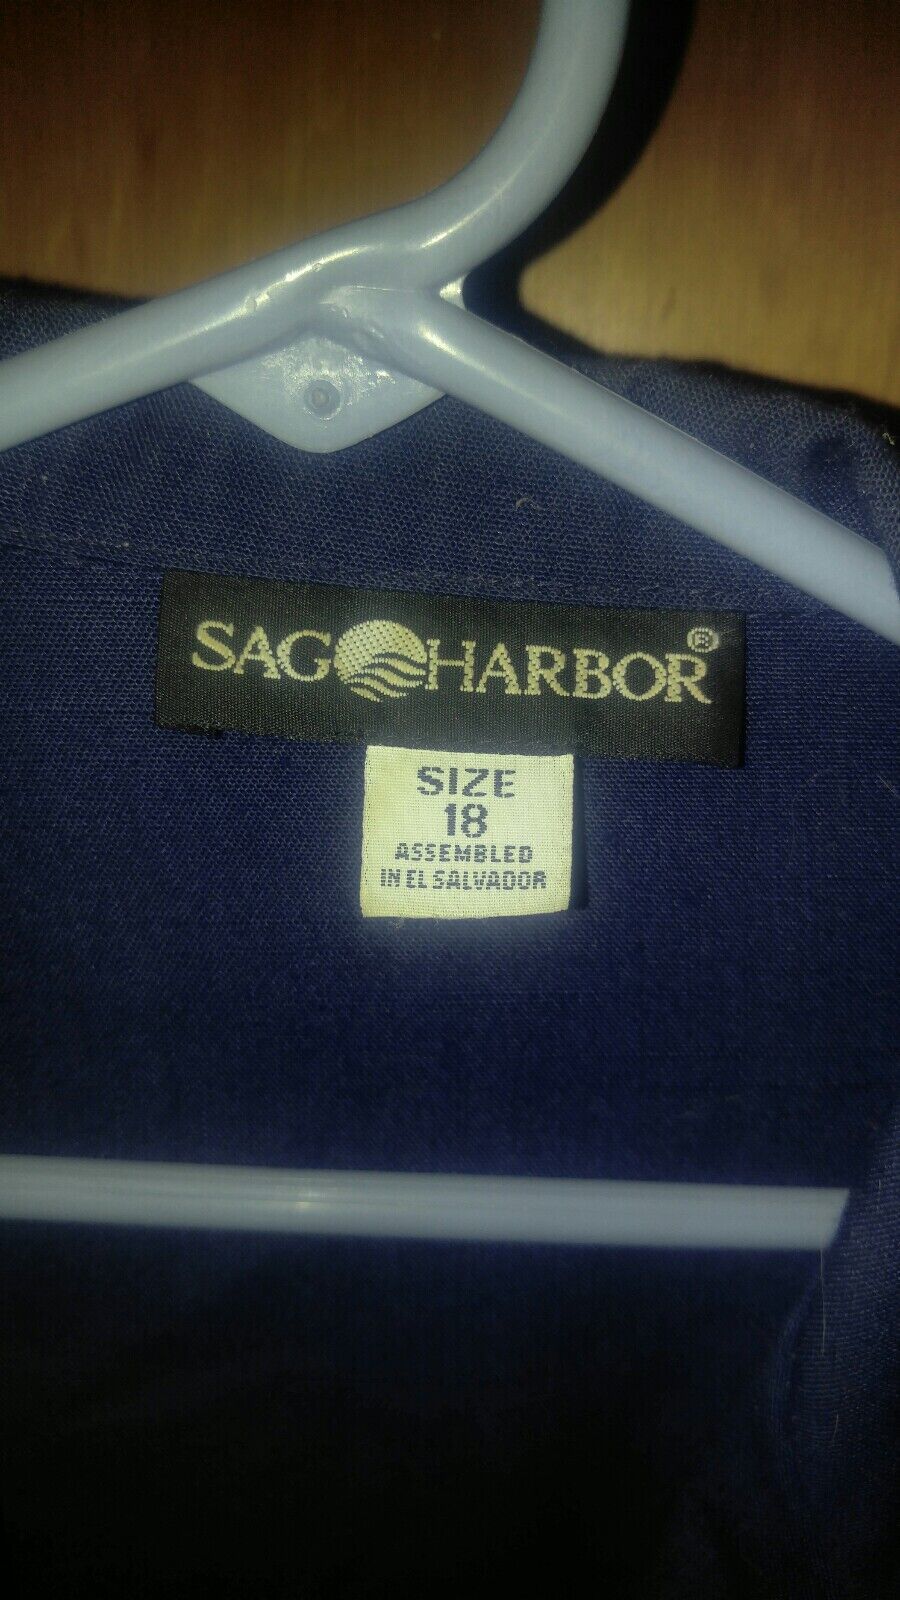 SAG HARBOR®
SIZE
18
ASSEMBLED
IN EL SALVADOR